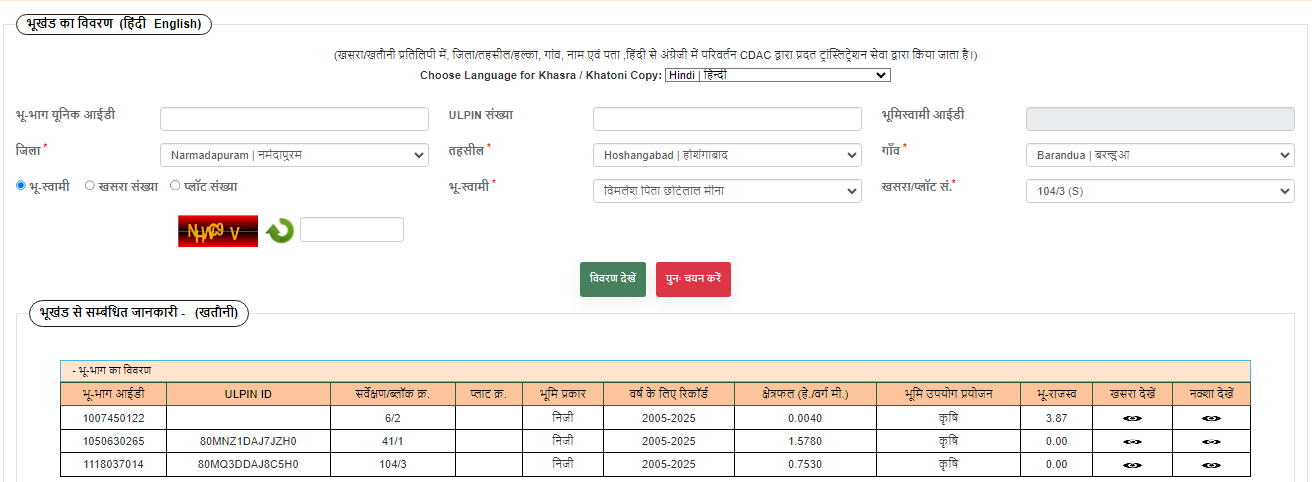 भूखंड का विवरण (हिंदी English)
(खसरा/खतौनी प्रतिलिपी में, जिला/तहसील/हल्का, गांव, नाम एवं पता ,हिंदी से अंग्रेजी में परिवर्तन CDAC द्वारा प्रदत ट्रांस्लिट्रेशन सेवा द्वारा किया जाता है।)
Choose Language for Khasra / Khatoni Copy: Hindi | हिन्दी
भू-भाग यूनिक आईडी ULPIN संख्या भूमिस्वामी आईडी
जिला * Narmadapuram | नर्मदापुरम तहसील * Hoshangabad | होशंगाबाद गाँव * Barandua | बरन्डुआ
भू-स्वामी खसरा संख्या प्लॉट संख्या भू-स्वामी * विमलेश पिता छोटेलाल मीना खसरा/प्लॉट सं.* 104/3 (S)
विवरण देखें पुनः चयन करें
भूखंड से सम्बंधित जानकारी - (खतौनी)
- भू-भाग का विवरण
भू-भाग आईडी ULPIN ID सर्वेक्षण/ब्लॉक क्र. प्लाट क्र. भूमि प्रकार वर्ष के लिए रिकॉर्ड क्षेत्रफल (हे./वर्ग मी.) भूमि उपयोग प्रयोजन भू-राजस्व खसरा देखें नक्शा देखें
1007450122 6/2 निजी 2005-2025 0.0040 कृषि 3.87
1050630265 80MNZ1DAJ7JZH0 41/1 निजी 2005-2025 1.5780 कृषि 0.00
1118037014 80MQ3DDAJ8C5H0 104/3 निजी 2005-2025 0.7530 कृषि 0.00